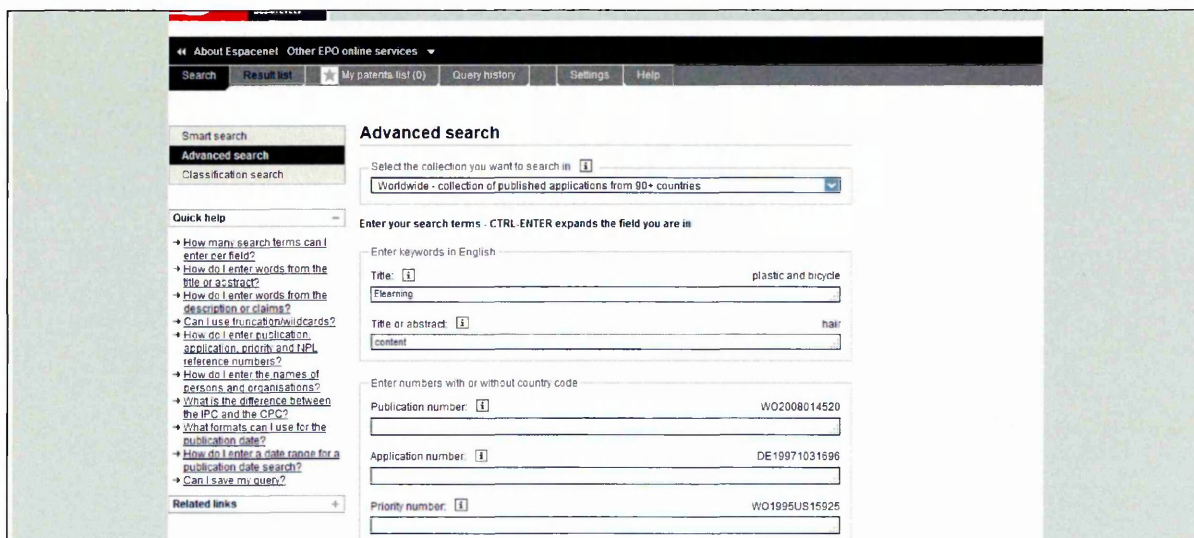 About Espacenet Other EPO online services
Search Result list My patents list (0) Query history Settings Help
Smart search
Advanced search
Classification search
Quick help
How many search terms can I
enter per field?
How do I enter words from the
title or abstract?
How do I enter words from the
description or claims?
Can I use truncation/wildcards?
How do I enter publication,
application, priority and NPL
reference numbers?
How do I enter the names of
persons and organisations?
What is the difference between
the IPC and the CPC?
What formats can I use for the
publication date?
How do I enter a date range for a
publication date search?
Can I save my query?
Related links
Advanced search
Select the collection you want to search in
Worldwide - collection of published applications from 90+ countries
Enter your search terms - CTRL-ENTER expands the field you are in
Enter keywords in English
Title: plastic and bicycle
Elearning
Title or abstract: hair
content
Enter numbers with or without country code
Publication number: WO2008014520
Application number: DE19971031696
Priority number: WO1995US15925